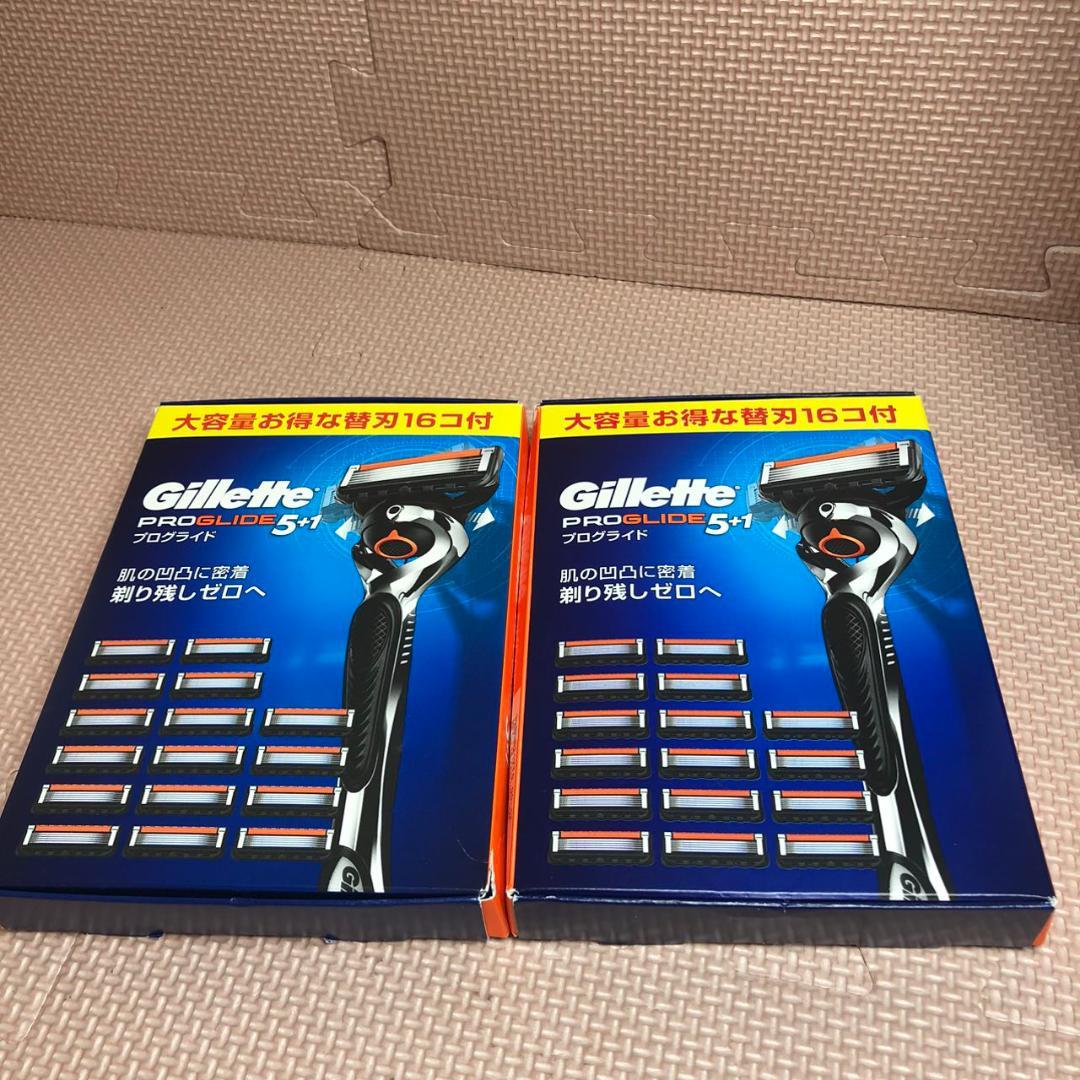 大容量お得な替刃16コ付
Gillette
PROGLIDE 5+1
プログライド
肌の凹凸に密着
剃り残しゼロへ
大容量お得な替刃16コ付
Gillette
PROGLIDE 5+1
プログライド
肌の凹凸に密着
剃り残しゼロへ